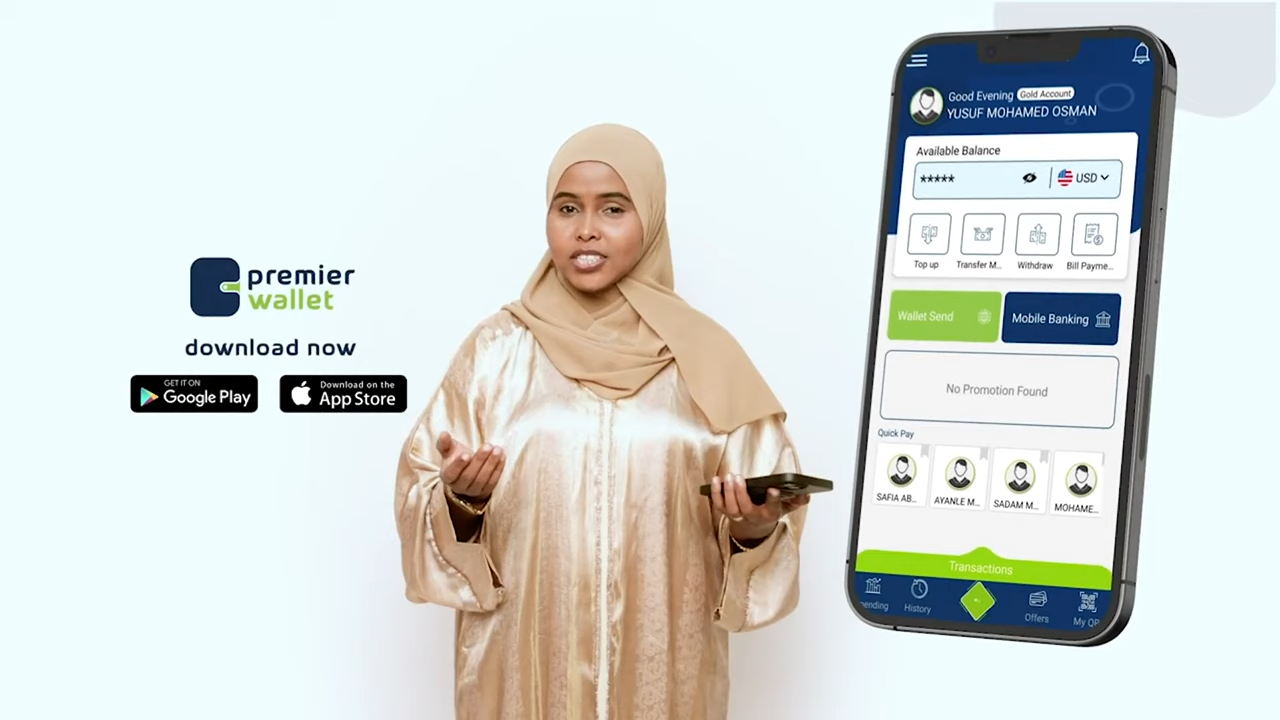 premier
wallet
download now
GET IT ON
Google Play
Download on the
App Store
Good Evening Gold Account
YUSUF MOHAMED OSMAN
Available Balance
***** USD
Top up Transfer M... Withdraw Bill Payme...
Wallet Send Mobile Banking
No Promotion Found
Quick Pay
SAFIA AB... AYANLE M... SADAM M... MOHAME...
Transactions
ending History Offers My QR